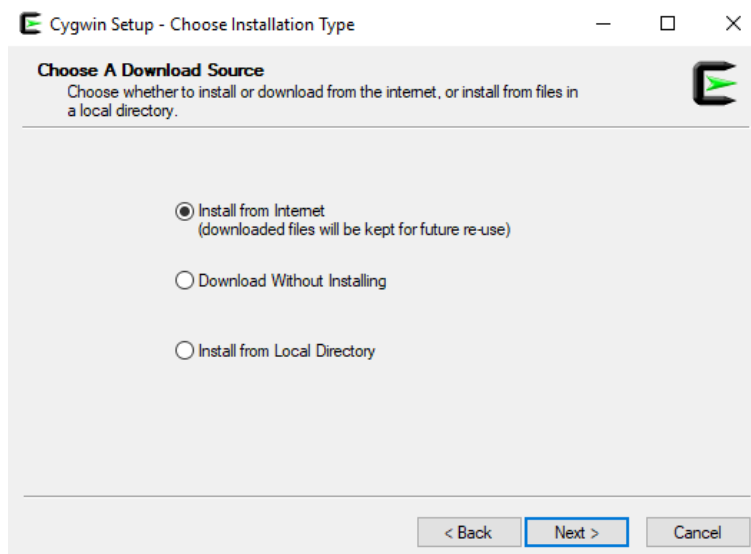 Cygwin Setup - Choose Installation Type
Choose A Download Source
Choose whether to install or download from the internet, or install from files in
a local directory.
Install from Internet
(downloaded files will be kept for future re-use)
Download Without Installing
Install from Local Directory
< Back
Next >
Cancel